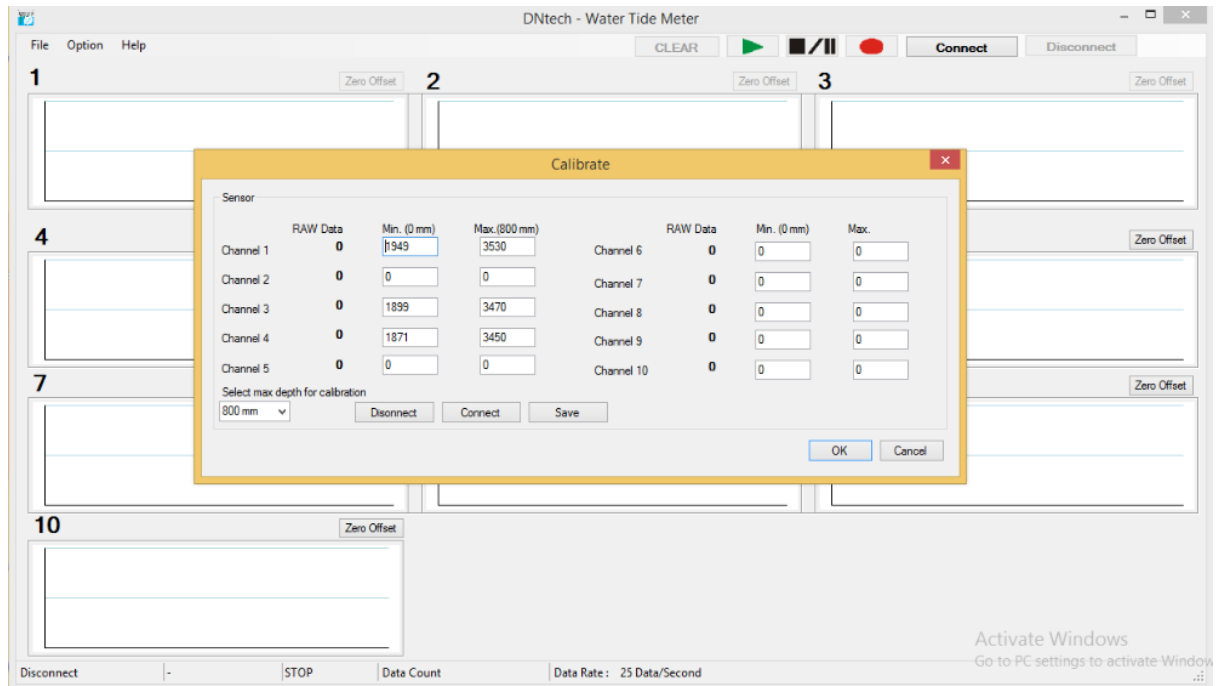 DNtech - Water Tide Meter
File Option Help CLEAR Connect Disconnect
1 Zero Offset 2 Zero Offset 3 Zero Offset
Calibrate
Sensor
RAW Data Min. (0 mm) Max.(800 mm) RAW Data Min. (0 mm) Max.
Channel 1 0 1949 3530 Channel 6 0 0 0
Channel 2 0 0 0 Channel 7 0 0 0
Channel 3 0 1899 3470 Channel 8 0 0 0
Channel 4 0 1871 3450 Channel 9 0 0 0
Channel 5 0 0 0 Channel 10 0 0 0
Select max depth for calibration
800 mm Disonnect Connect Save
OK Cancel
4 Zero Offset
7 Zero Offset
10 Zero Offset
Activate Windows
Go to PC settings to activate Window
Disconnect - STOP Data Count Data Rate : 25 Data/Second